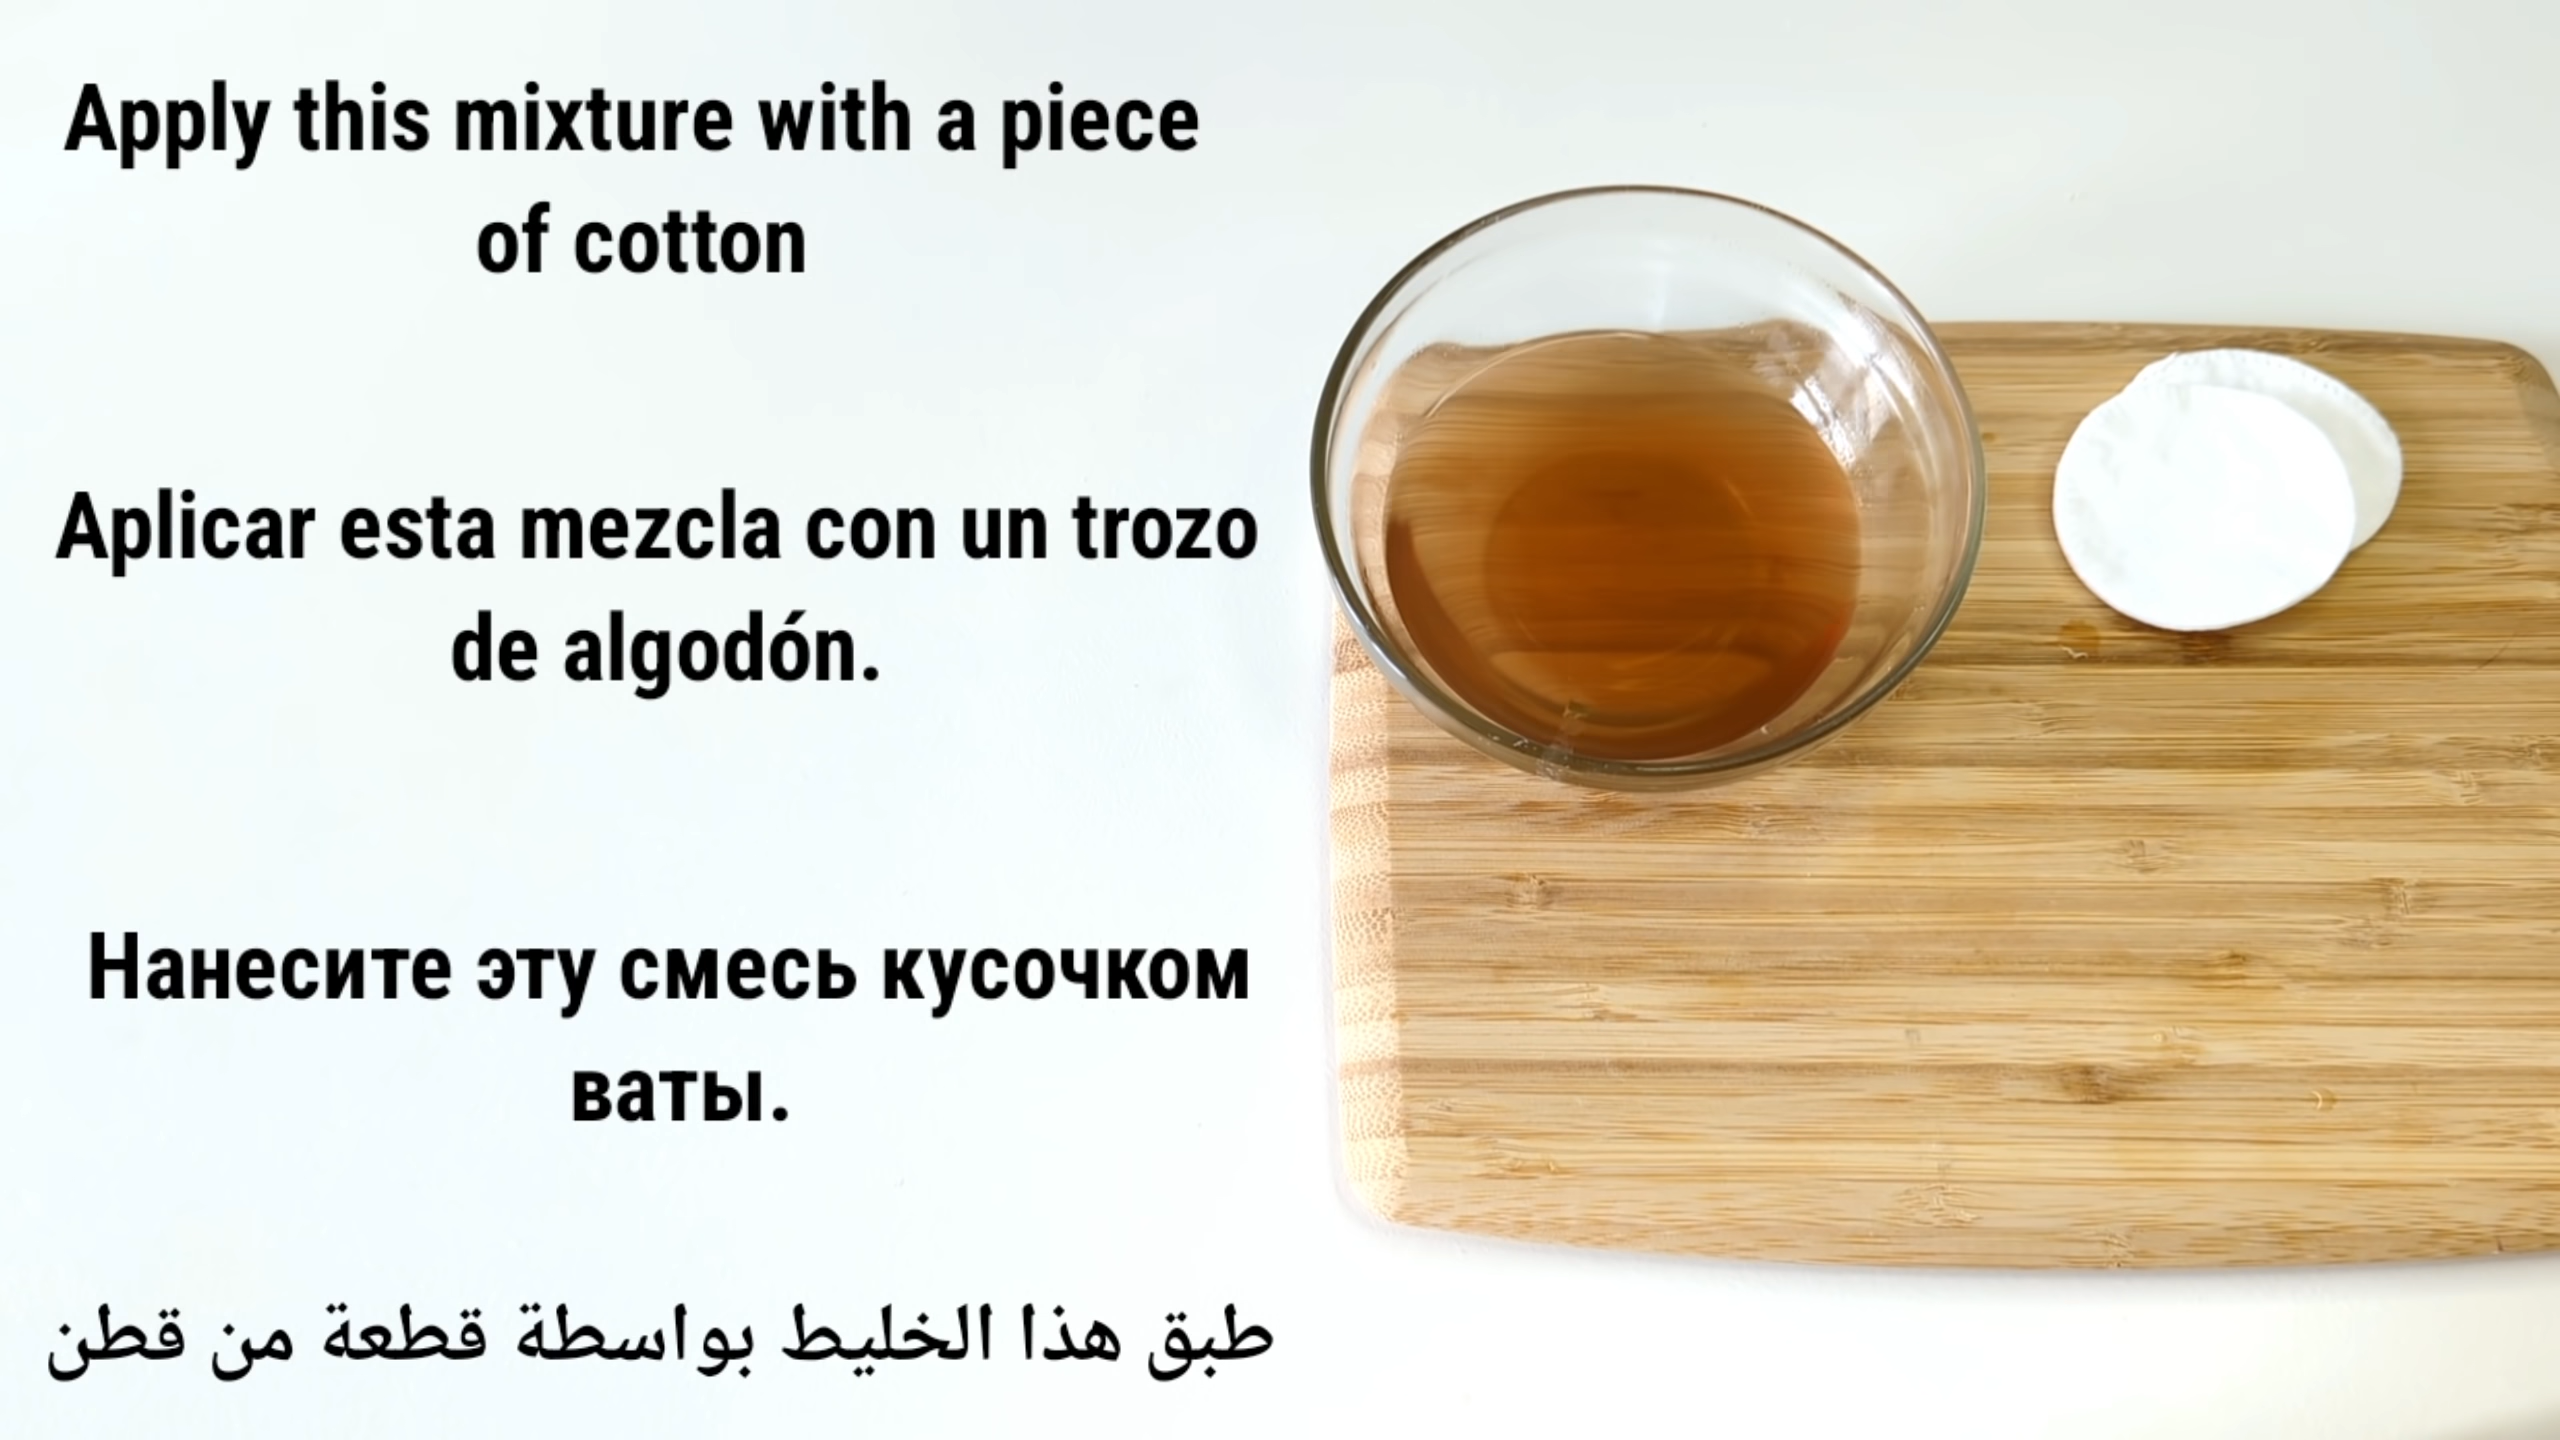 Apply this mixture with a piece
of cotton
Aplicar esta mezcla con un trozo
de algodón.
Нанесите эту смесь кусочком
ваты.
طبق هذا الخليط بواسطة قطعة من قطن